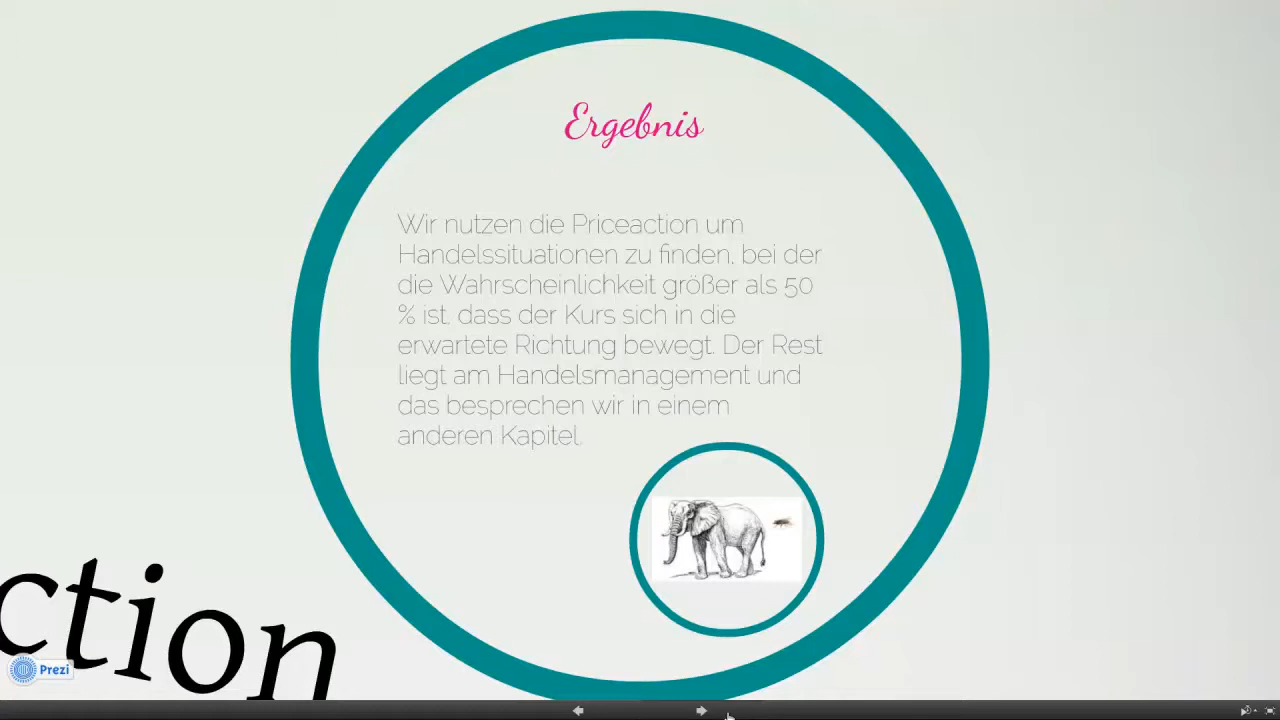 Ergebnis
Wir nutzen die Priceaction um
Handelssituationen zu finden, bei der
die Wahrscheinlichkeit größer als 50
% ist, dass der Kurs sich in die
erwartete Richtung bewegt. Der Rest
liegt am Handelsmanagement und
das besprechen wir in einem
anderen Kapitel.
ction
Prezi